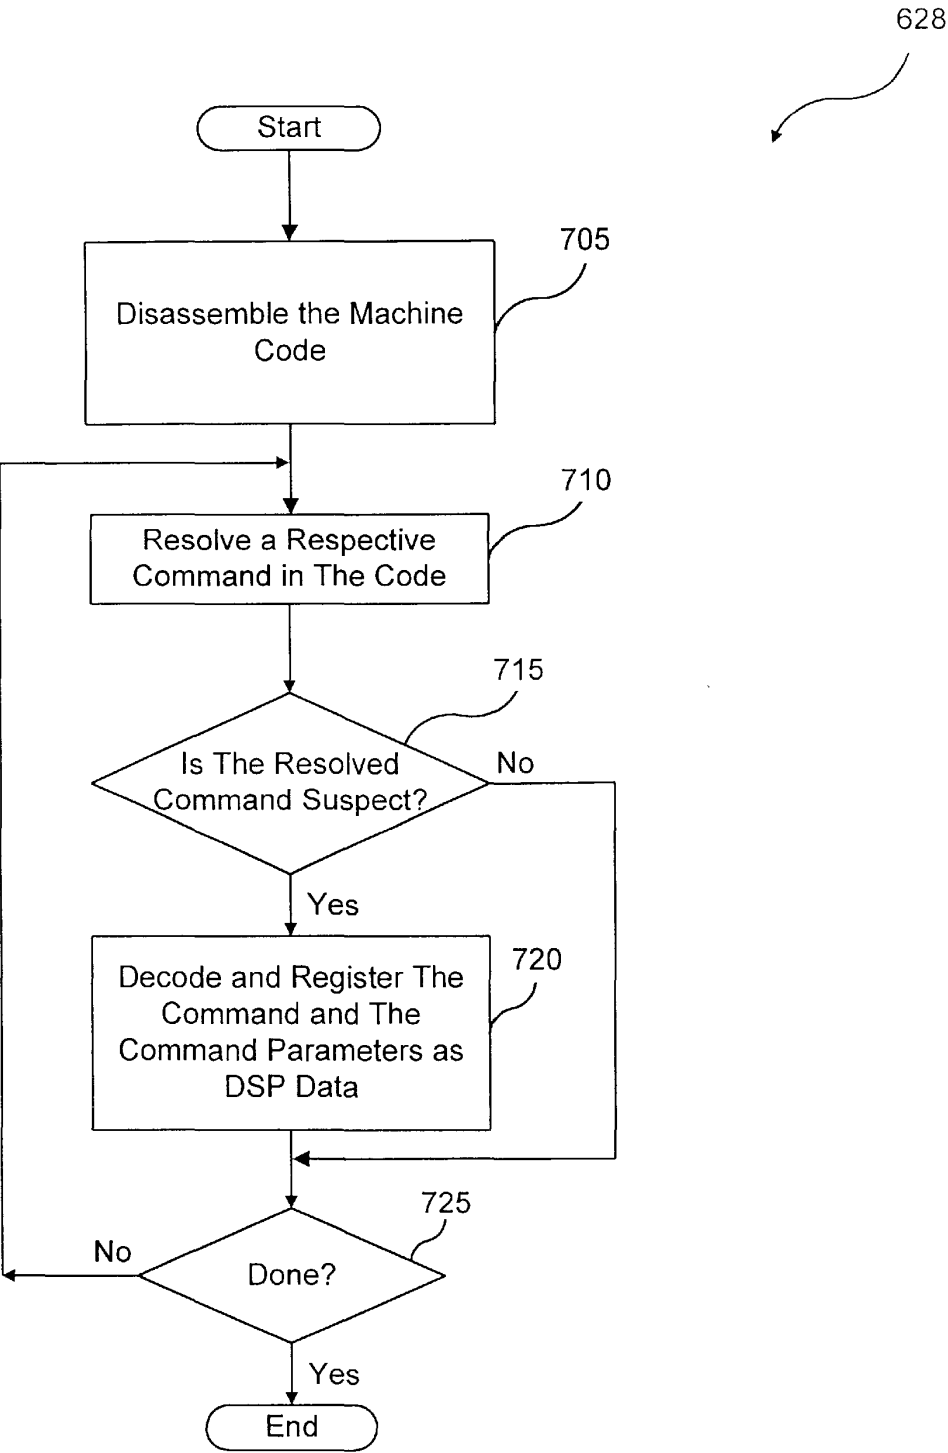 628
Start
705
Disassemble the Machine
Code
710
Resolve a Respective
Command in The Code
715
Is The Resolved
Command Suspect?
No
Yes
720
Decode and Register The
Command and The
Command Parameters as
DSP Data
725
No
Done?
Yes
End